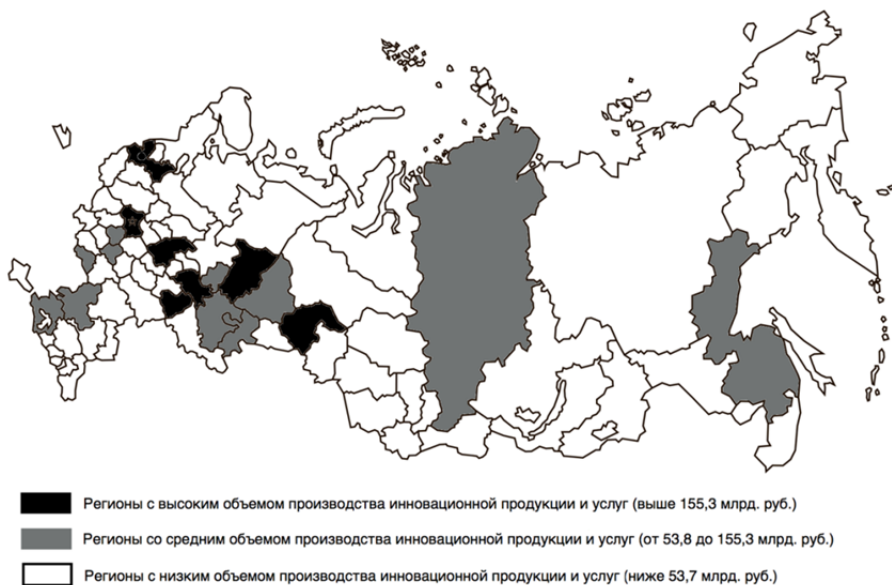 Регионы с высоким объемом производства инновационной продукции и услуг (выше 155,3 млрд. руб.)
Регионы со средним объемом производства инновационной продукции и услуг (от 53,8 до 155,3 млрд. руб.)
Регионы с низким объемом производства инновационной продукции и услуг (ниже 53,7 млрд. руб.)